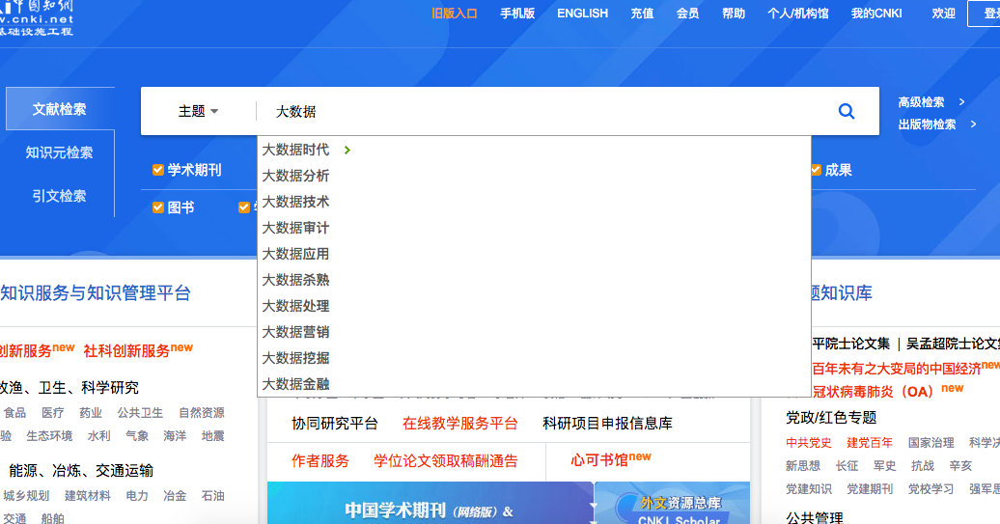 中国知网
www.cnki.net
基础设施工程
旧版入口 手机版 ENGLISH 充值 会员 帮助 个人/机构馆 我的CNKI 欢迎
文献检索
知识元检索
引文检索
主题 大数据
高级检索 >
出版物检索 >
大数据时代 >
大数据分析
大数据技术
大数据审计
大数据应用
大数据杀熟
大数据处理
大数据营销
大数据挖掘
大数据金融
学术期刊 成果
图书
知识服务与知识管理平台
创新服务new 社科创新服务new
牧渔、卫生、科学研究
食品 医疗 药业 公共卫生 自然资源
验 生态环境 水利 气象 海洋 地震
能源、冶炼、交通运输
城乡规划 建筑材料 电力 冶金 石油
交通 船舶
协同研究平台 在线教学服务平台 科研项目申报信息库
作者服务 学位论文领取稿酬通告 心可书馆new
中国学术期刊（网络版）&
外文资源总库
CNKI Scholar
题知识库
平院士论文集 | 吴孟超院士论文
百年未有之大变局的中国经济new
冠状病毒肺炎（OA）new
党政/红色专题
中共党史 建党百年 国家治理 科学决
新思想 长征 军史 抗战 辛亥
党建知识 党建期刊 党校学习 强军思
公共管理